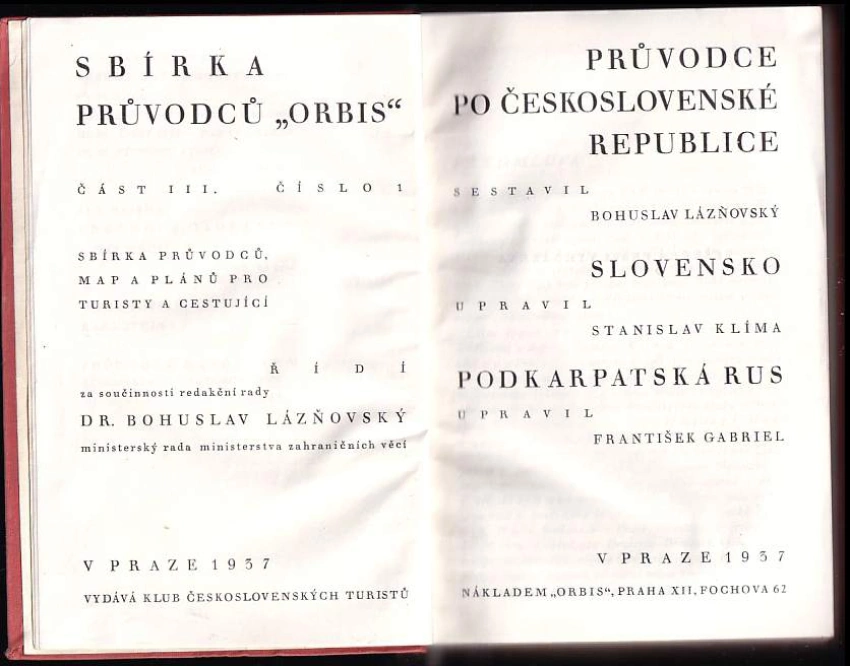 SBÍRKA
PRŮVODCŮ „ORBIS“
ČÁST III. ČÍSLO 1
SBÍRKA PRŮVODCŮ,
MAP A PLÁNŮ PRO
TURISTY A CESTUJÍCÍ
ŘÍDÍ
za součinnosti redakční rady
DR. BOHUSLAV LÁZŇOVSKÝ
ministerský rada ministerstva zahraničních věcí
V PRAZE 1937
VYDÁVÁ KLUB ČESKOSLOVENSKÝCH TURISTŮ
PRŮVODCE
PO ČESKOSLOVENSKÉ
REPUBLICE
SESTAVIL
BOHUSLAV LÁZŇOVSKÝ
SLOVENSKO
UPRAVIL
STANISLAV KLÍMA
PODKARPATSKÁ RUS
UPRAVIL
FRANTIŠEK GABRIEL
V PRAZE 1937
NÁKLADEM „ORBIS“, PRAHA XII, FOCHOVA 62